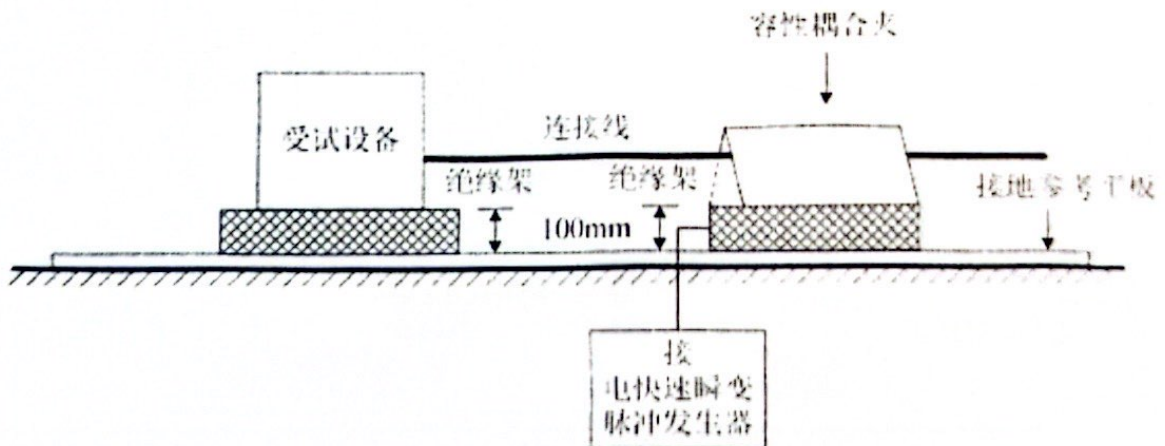 容性耦合夹
受试设备
连接线
绝缘架
绝缘架
接地参考平板
100mm
接
电快速瞬变
脉冲发生器